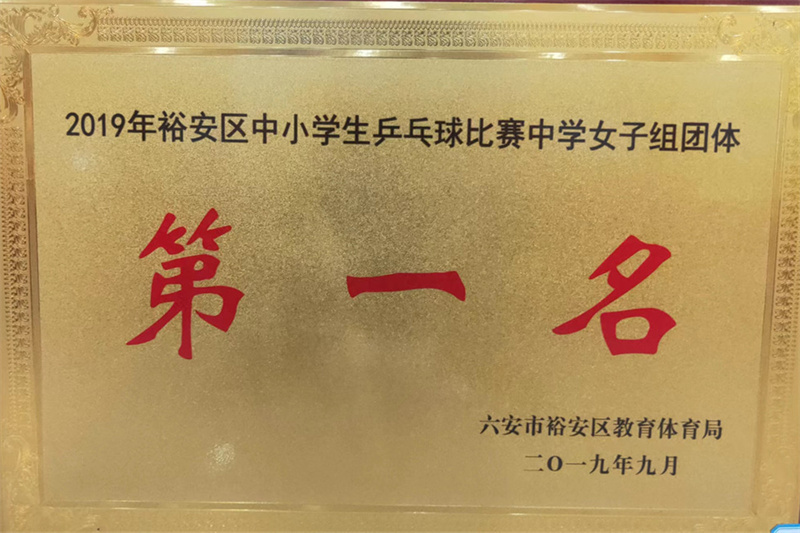 2019年裕安区中小学生乒乓球比赛中学女子组团体
第一名
六安市裕安区教育体育局
二〇一九年九月